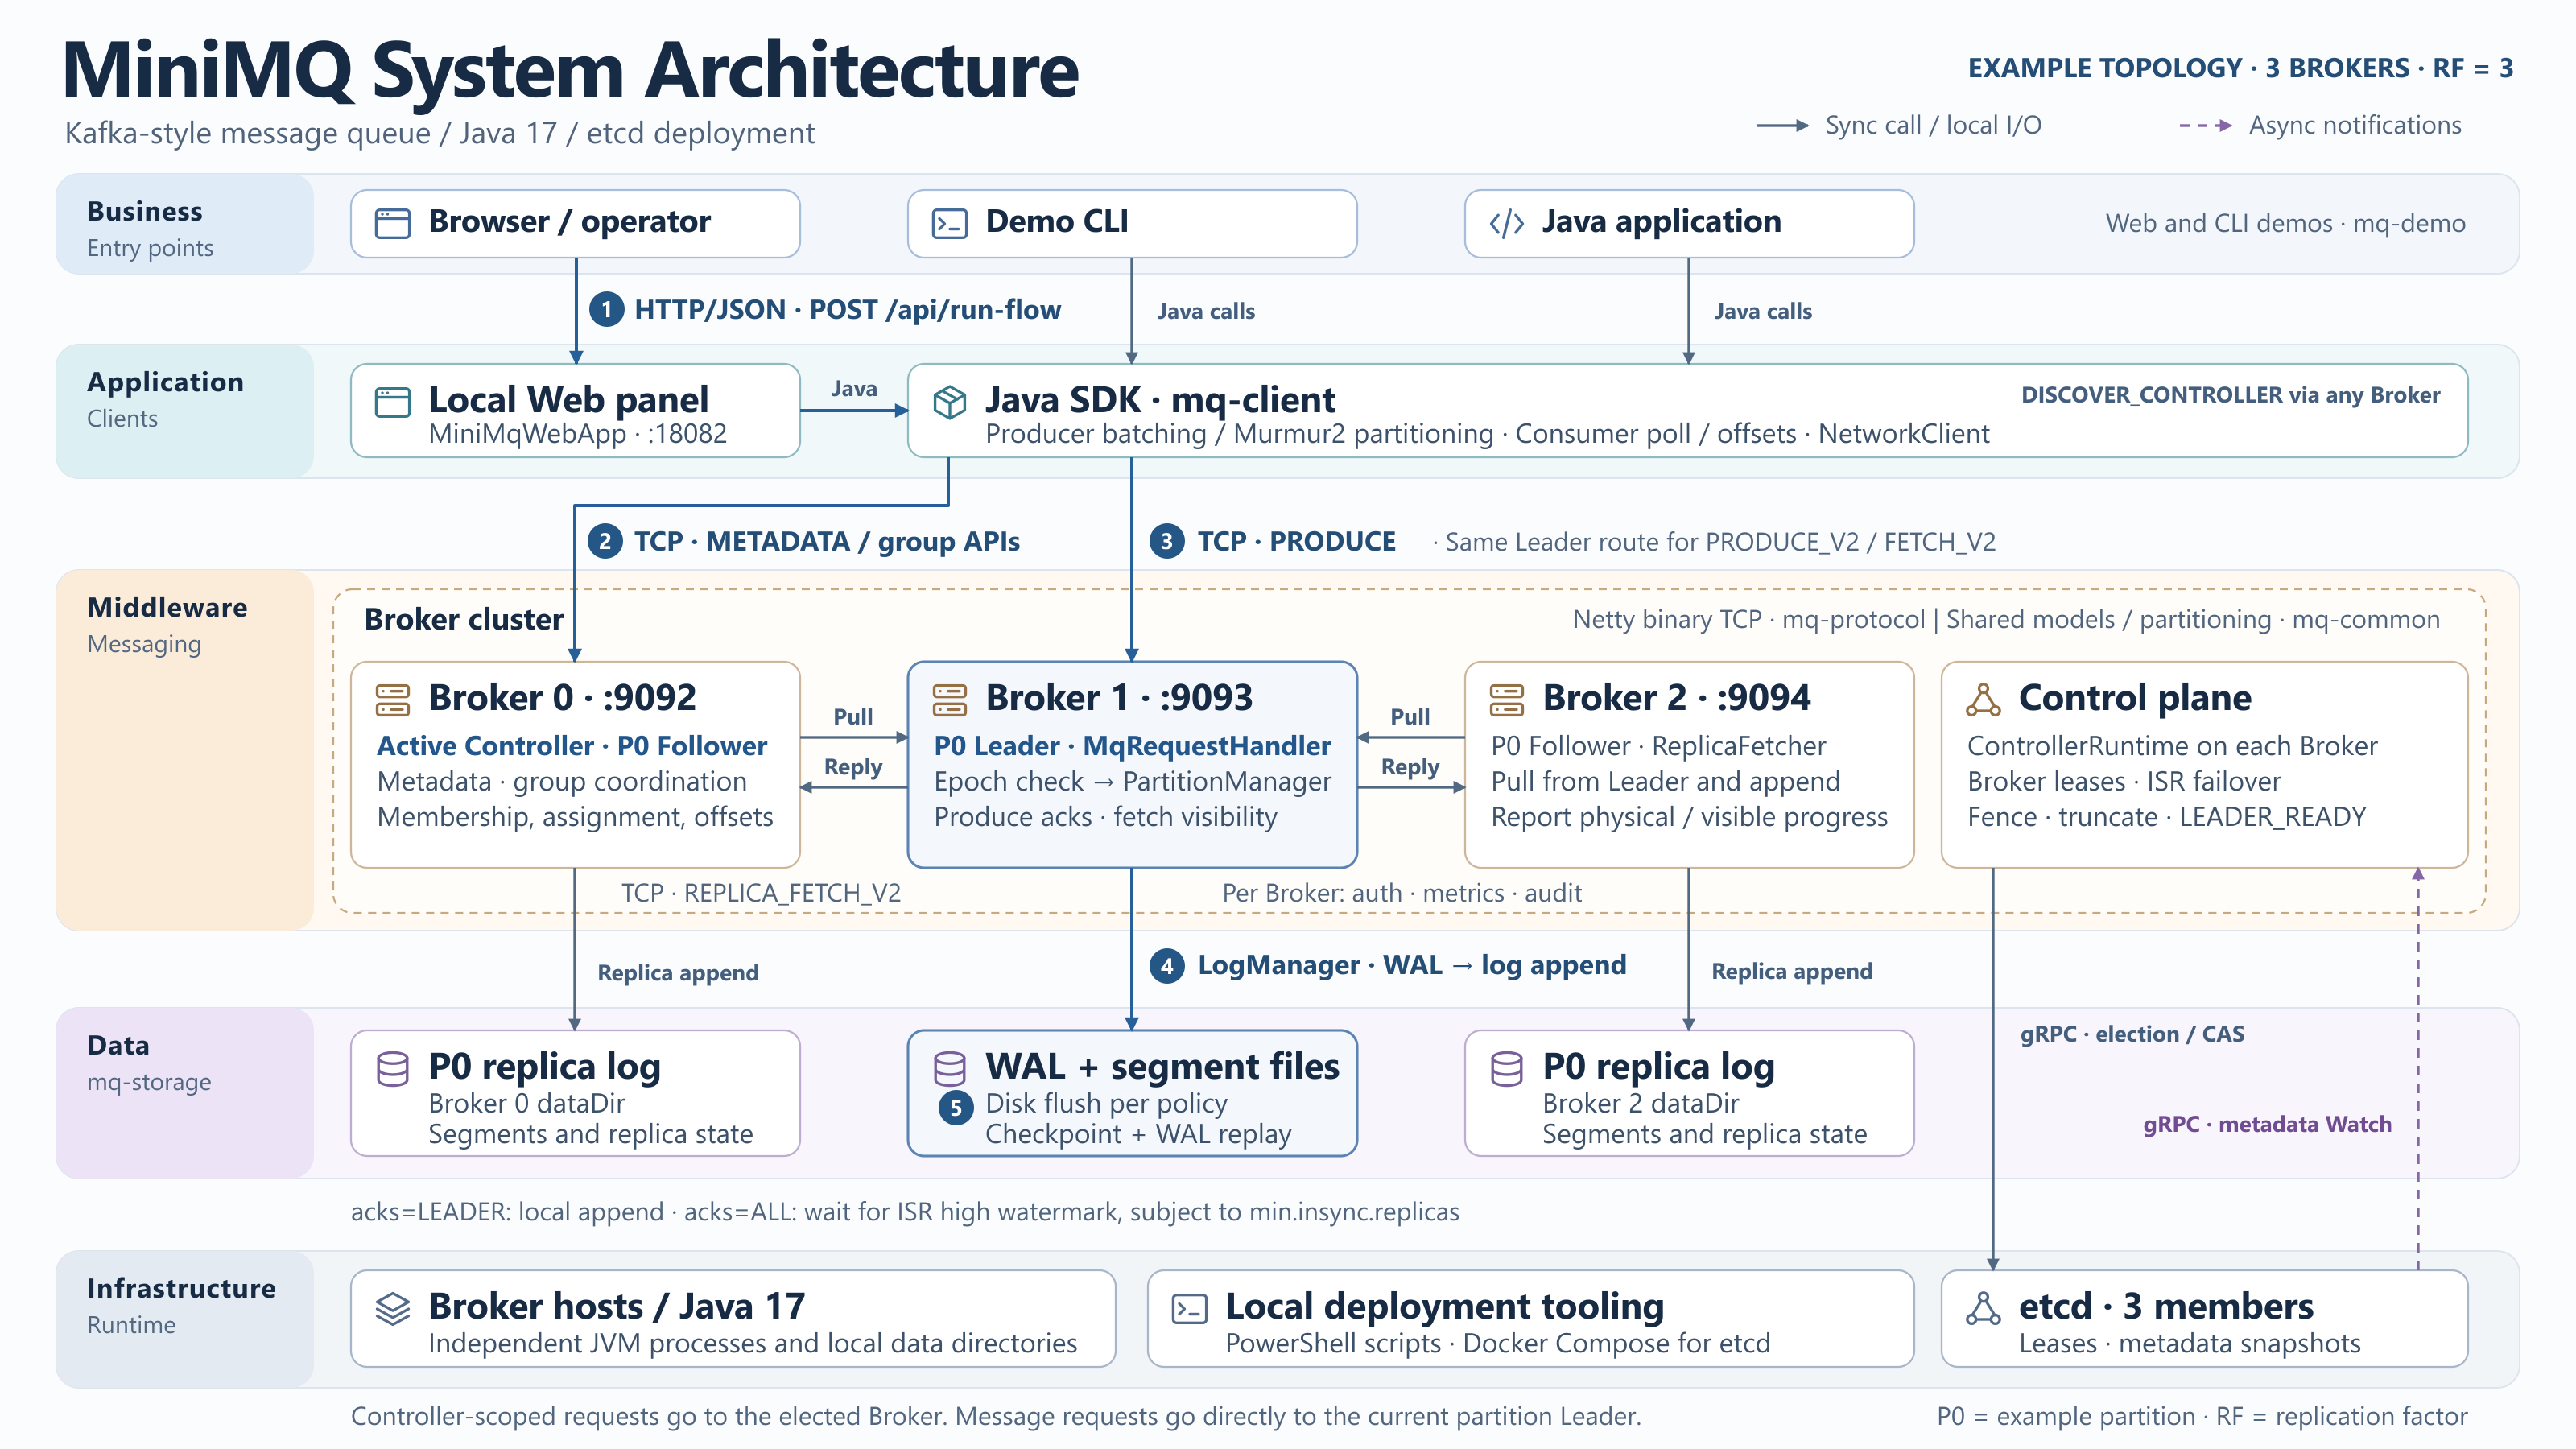 MiniMQ System Architecture
Kafka-style message queue / Java 17 / etcd deployment
EXAMPLE TOPOLOGY · 3 BROKERS · RF = 3
Sync call / local I/O
Async notifications
Business
Entry points
Browser / operator
Demo CLI
Java application
Web and CLI demos · mq-demo
1 HTTP/JSON · POST /api/run-flow
Java calls
Java calls
Application
Clients
Local Web panel
MiniMqWebApp · :18082
Java
Java SDK · mq-client
DISCOVER_CONTROLLER via any Broker
Producer batching / Murmur2 partitioning · Consumer poll / offsets · NetworkClient
2 TCP · METADATA / group APIs
3 TCP · PRODUCE · Same Leader route for PRODUCE_V2 / FETCH_V2
Middleware
Messaging
Broker cluster
Netty binary TCP · mq-protocol | Shared models / partitioning · mq-common
Broker 0 · :9092
Active Controller · P0 Follower
Metadata · group coordination
Membership, assignment, offsets
Pull
Reply
Broker 1 · :9093
P0 Leader · MqRequestHandler
Epoch check → PartitionManager
Produce acks · fetch visibility
Pull
Reply
Broker 2 · :9094
P0 Follower · ReplicaFetcher
Pull from Leader and append
Report physical / visible progress
Control plane
ControllerRuntime on each Broker
Broker leases · ISR failover
Fence · truncate · LEADER_READY
TCP · REPLICA_FETCH_V2
Per Broker: auth · metrics · audit
Replica append
4 LogManager · WAL → log append
Replica append
Data
mq-storage
P0 replica log
Broker 0 dataDir
Segments and replica state
WAL + segment files
5 Disk flush per policy
Checkpoint + WAL replay
P0 replica log
Broker 2 dataDir
Segments and replica state
gRPC · election / CAS
gRPC · metadata Watch
acks=LEADER: local append · acks=ALL: wait for ISR high watermark, subject to min.insync.replicas
Infrastructure
Runtime
Broker hosts / Java 17
Independent JVM processes and local data directories
Local deployment tooling
PowerShell scripts · Docker Compose for etcd
etcd · 3 members
Leases · metadata snapshots
Controller-scoped requests go to the elected Broker. Message requests go directly to the current partition Leader.
P0 = example partition · RF = replication factor